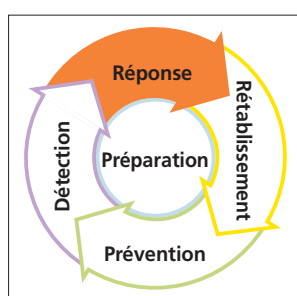 Réponse
Rétablissement
Préparation
Détection
Prévention